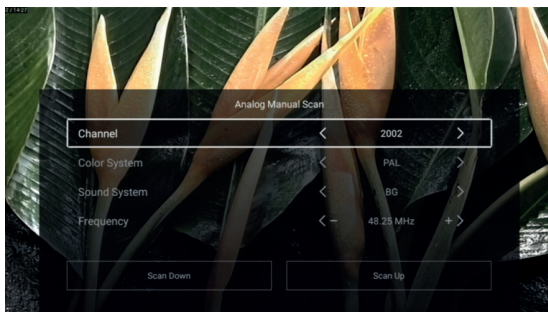 Analog Manual Scan
Channel < 2002 >
Color System < PAL >
Sound System < BG >
Frequency < − 48.25 MHz + >
Scan Down Scan Up